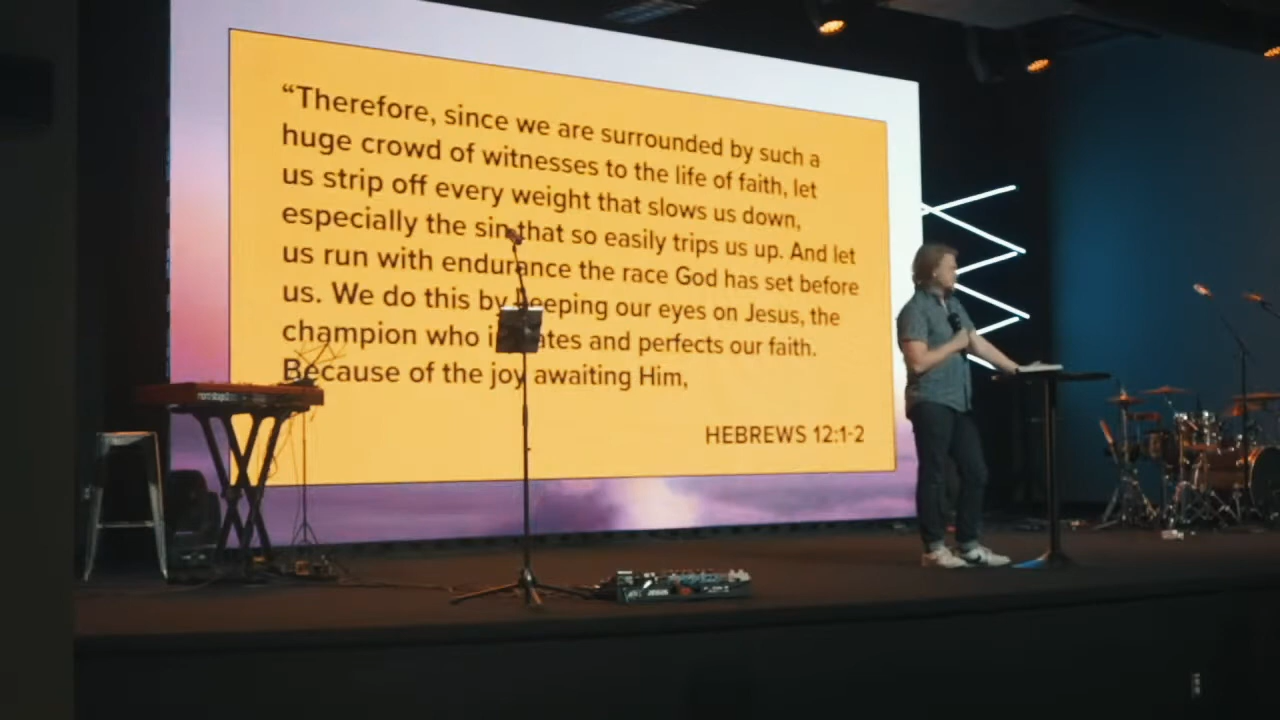 “Therefore, since we are surrounded by such a
huge crowd of witnesses to the life of faith, let
us strip off every weight that slows us down,
especially the sin that so easily trips us up. And let
us run with endurance the race God has set before
us. We do this by keeping our eyes on Jesus, the
champion who and perfects our faith.
Because of the joy awaiting Him,
HEBREWS 12:1-2